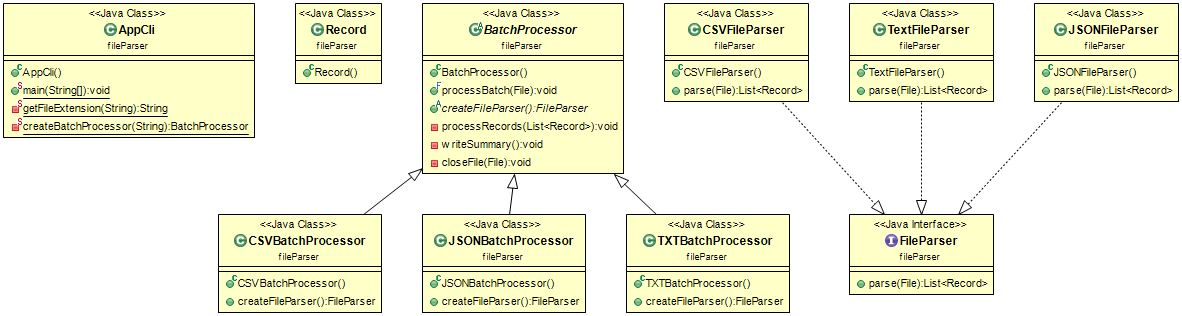 <<Java Class>>
AppCli
fileParser
AppCli()
main(String[]):void
getFileExtension(String):String
createBatchProcessor(String):BatchProcessor
<<Java Class>>
Record
fileParser
Record()
<<Java Class>>
BatchProcessor
fileParser
BatchProcessor()
processBatch(File):void
createFileParser():FileParser
processRecords(List<Record>):void
writeSummary():void
closeFile(File):void
<<Java Class>>
CSVFileParser
fileParser
CSVFileParser()
parse(File):List<Record>
<<Java Class>>
TextFileParser
fileParser
TextFileParser()
parse(File):List<Record>
<<Java Class>>
JSONFileParser
fileParser
JSONFileParser()
parse(File):List<Record>
<<Java Class>>
CSVBatchProcessor
fileParser
CSVBatchProcessor()
createFileParser():FileParser
<<Java Class>>
JSONBatchProcessor
fileParser
JSONBatchProcessor()
createFileParser():FileParser
<<Java Class>>
TXTBatchProcessor
fileParser
TXTBatchProcessor()
createFileParser():FileParser
<<Java Interface>>
FileParser
fileParser
parse(File):List<Record>